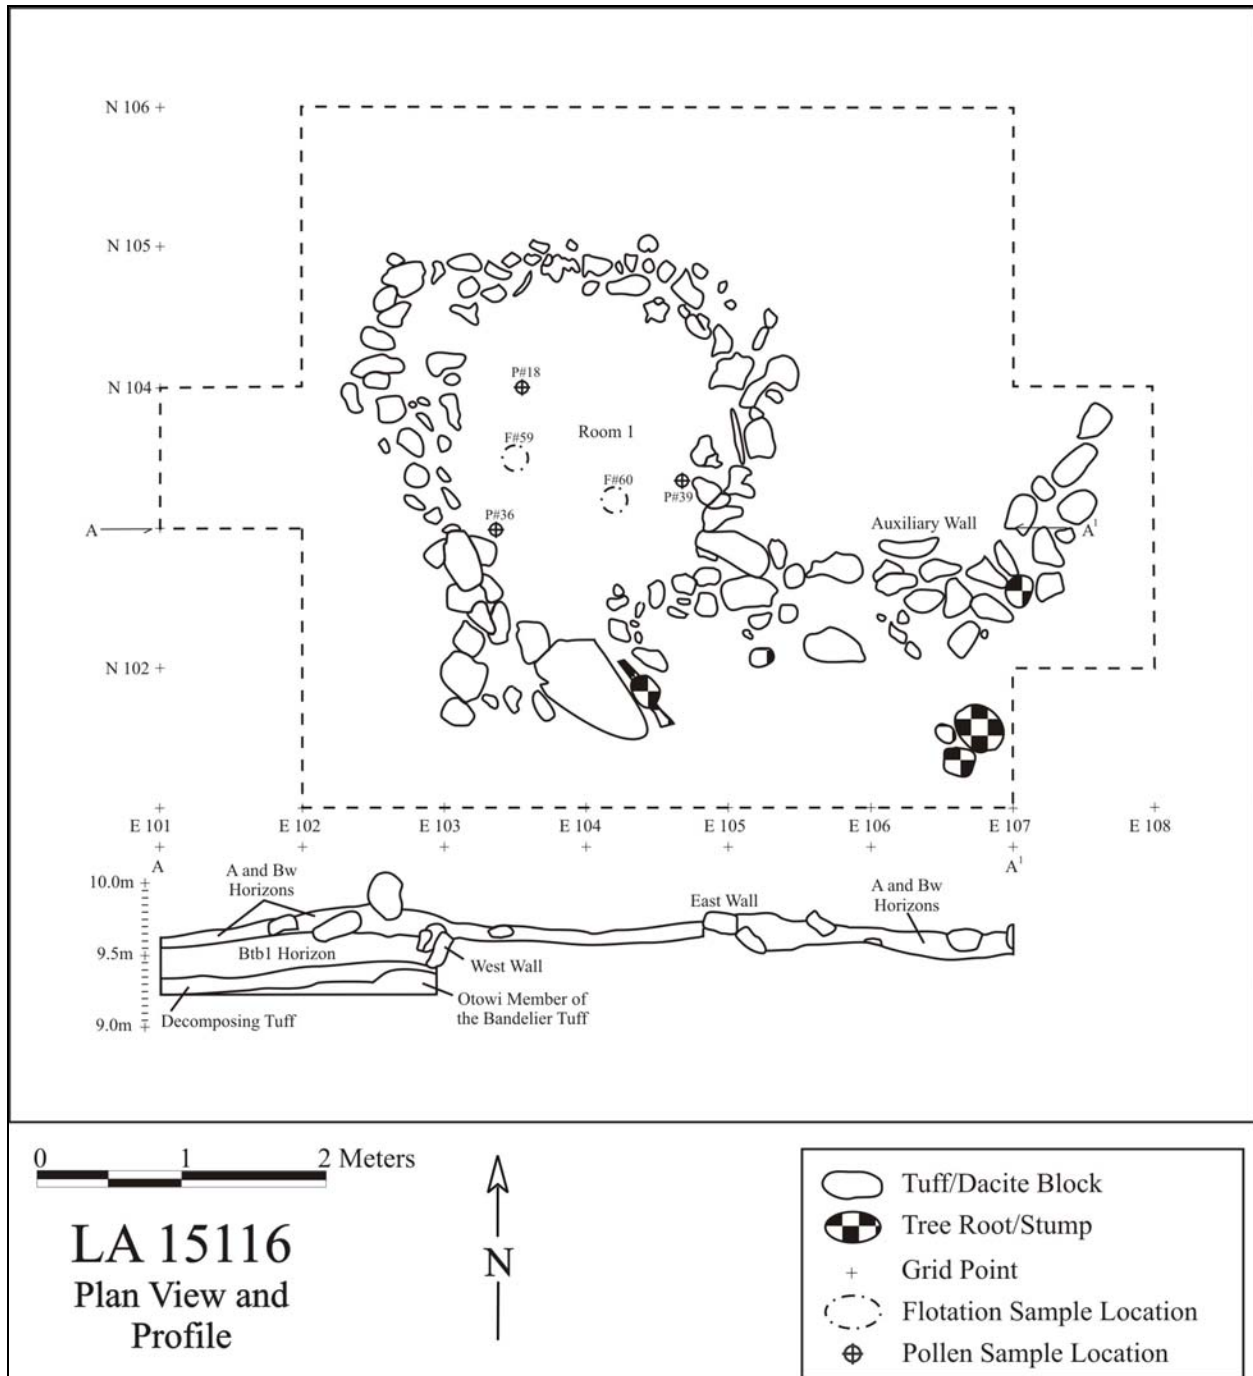 N 106
N 105
N 104
P#18
F#59
Room 1
F#60
P#39
P#36
A
Auxiliary Wall
A1
N 102
E 101
E 102
E 103
E 104
E 105
E 106
E 107
E 108
A
A1
10.0m
9.5m
9.0m
A and Bw
Horizons
Btb1 Horizon
West Wall
East Wall
A and Bw
Horizons
Decomposing Tuff
Otowi Member of
the Bandelier Tuff
0 1 2 Meters
LA 15116
Plan View and
Profile
N
Tuff/Dacite Block
Tree Root/Stump
Grid Point
Flotation Sample Location
Pollen Sample Location